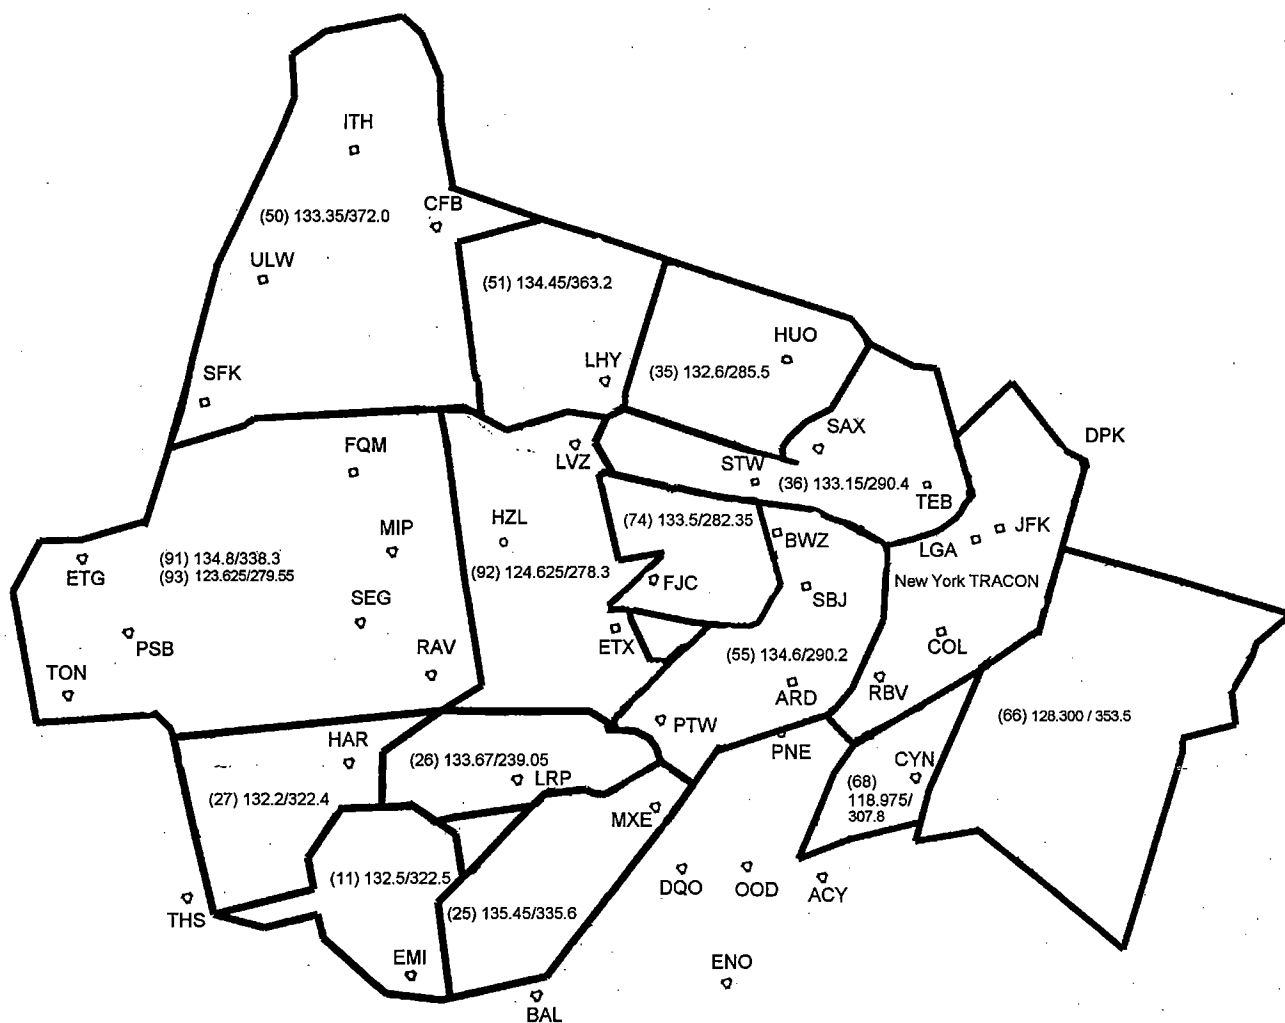 ITH
CFB
(50) 133.35/372.0
ULW
(51) 134.45/363.2
HUO
LHY
(35) 132.6/285.5
SFK
SAX
DPK
FQM
LVZ
STW
(36) 133.15/290.4
TEB
HZL
(74) 133.5/282.35
MIP
BWZ
LGA
JFK
ETG
(91) 134.8/338.3
(93) 123.625/279.55
(92) 124.625/278.3
FJC
New York TRACON
SEG
SBJ
PSB
RAV
ETX
(55) 134.6/290.2
COL
TON
ARD
RBV
PTW
(66) 128.300 / 353.5
HAR
PNE
(26) 133.67/239.05
CYN
LRP
(68)
118.975/
307.8
(27) 132.2/322.4
MXE
(11) 132.5/322.5
DQO
OOD
ACY
THS
(25) 135.45/335.6
EMI
ENO
BAL